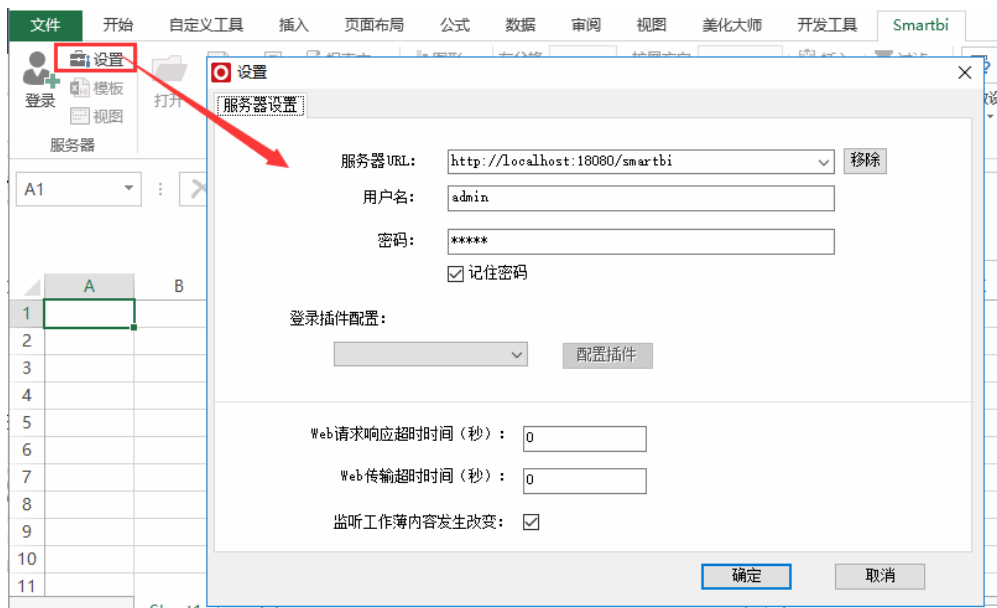 文件 开始 自定义工具 插入 页面布局 公式 数据 审阅 视图 美化大师 开发工具 Smartbi
设置
模板
视图
登录
打开
服务器
设置
服务器设置
服务器URL: http://localhost:18080/smartbi 移除
用户名: admin
密码: *****
记住密码
登录插件配置:
配置插件
Web请求响应超时时间（秒）: 0
Web传输超时时间（秒）: 0
监听工作薄内容发生改变:
确定 取消
A1
A B
1
2
3
4
5
6
7
8
9
10
11